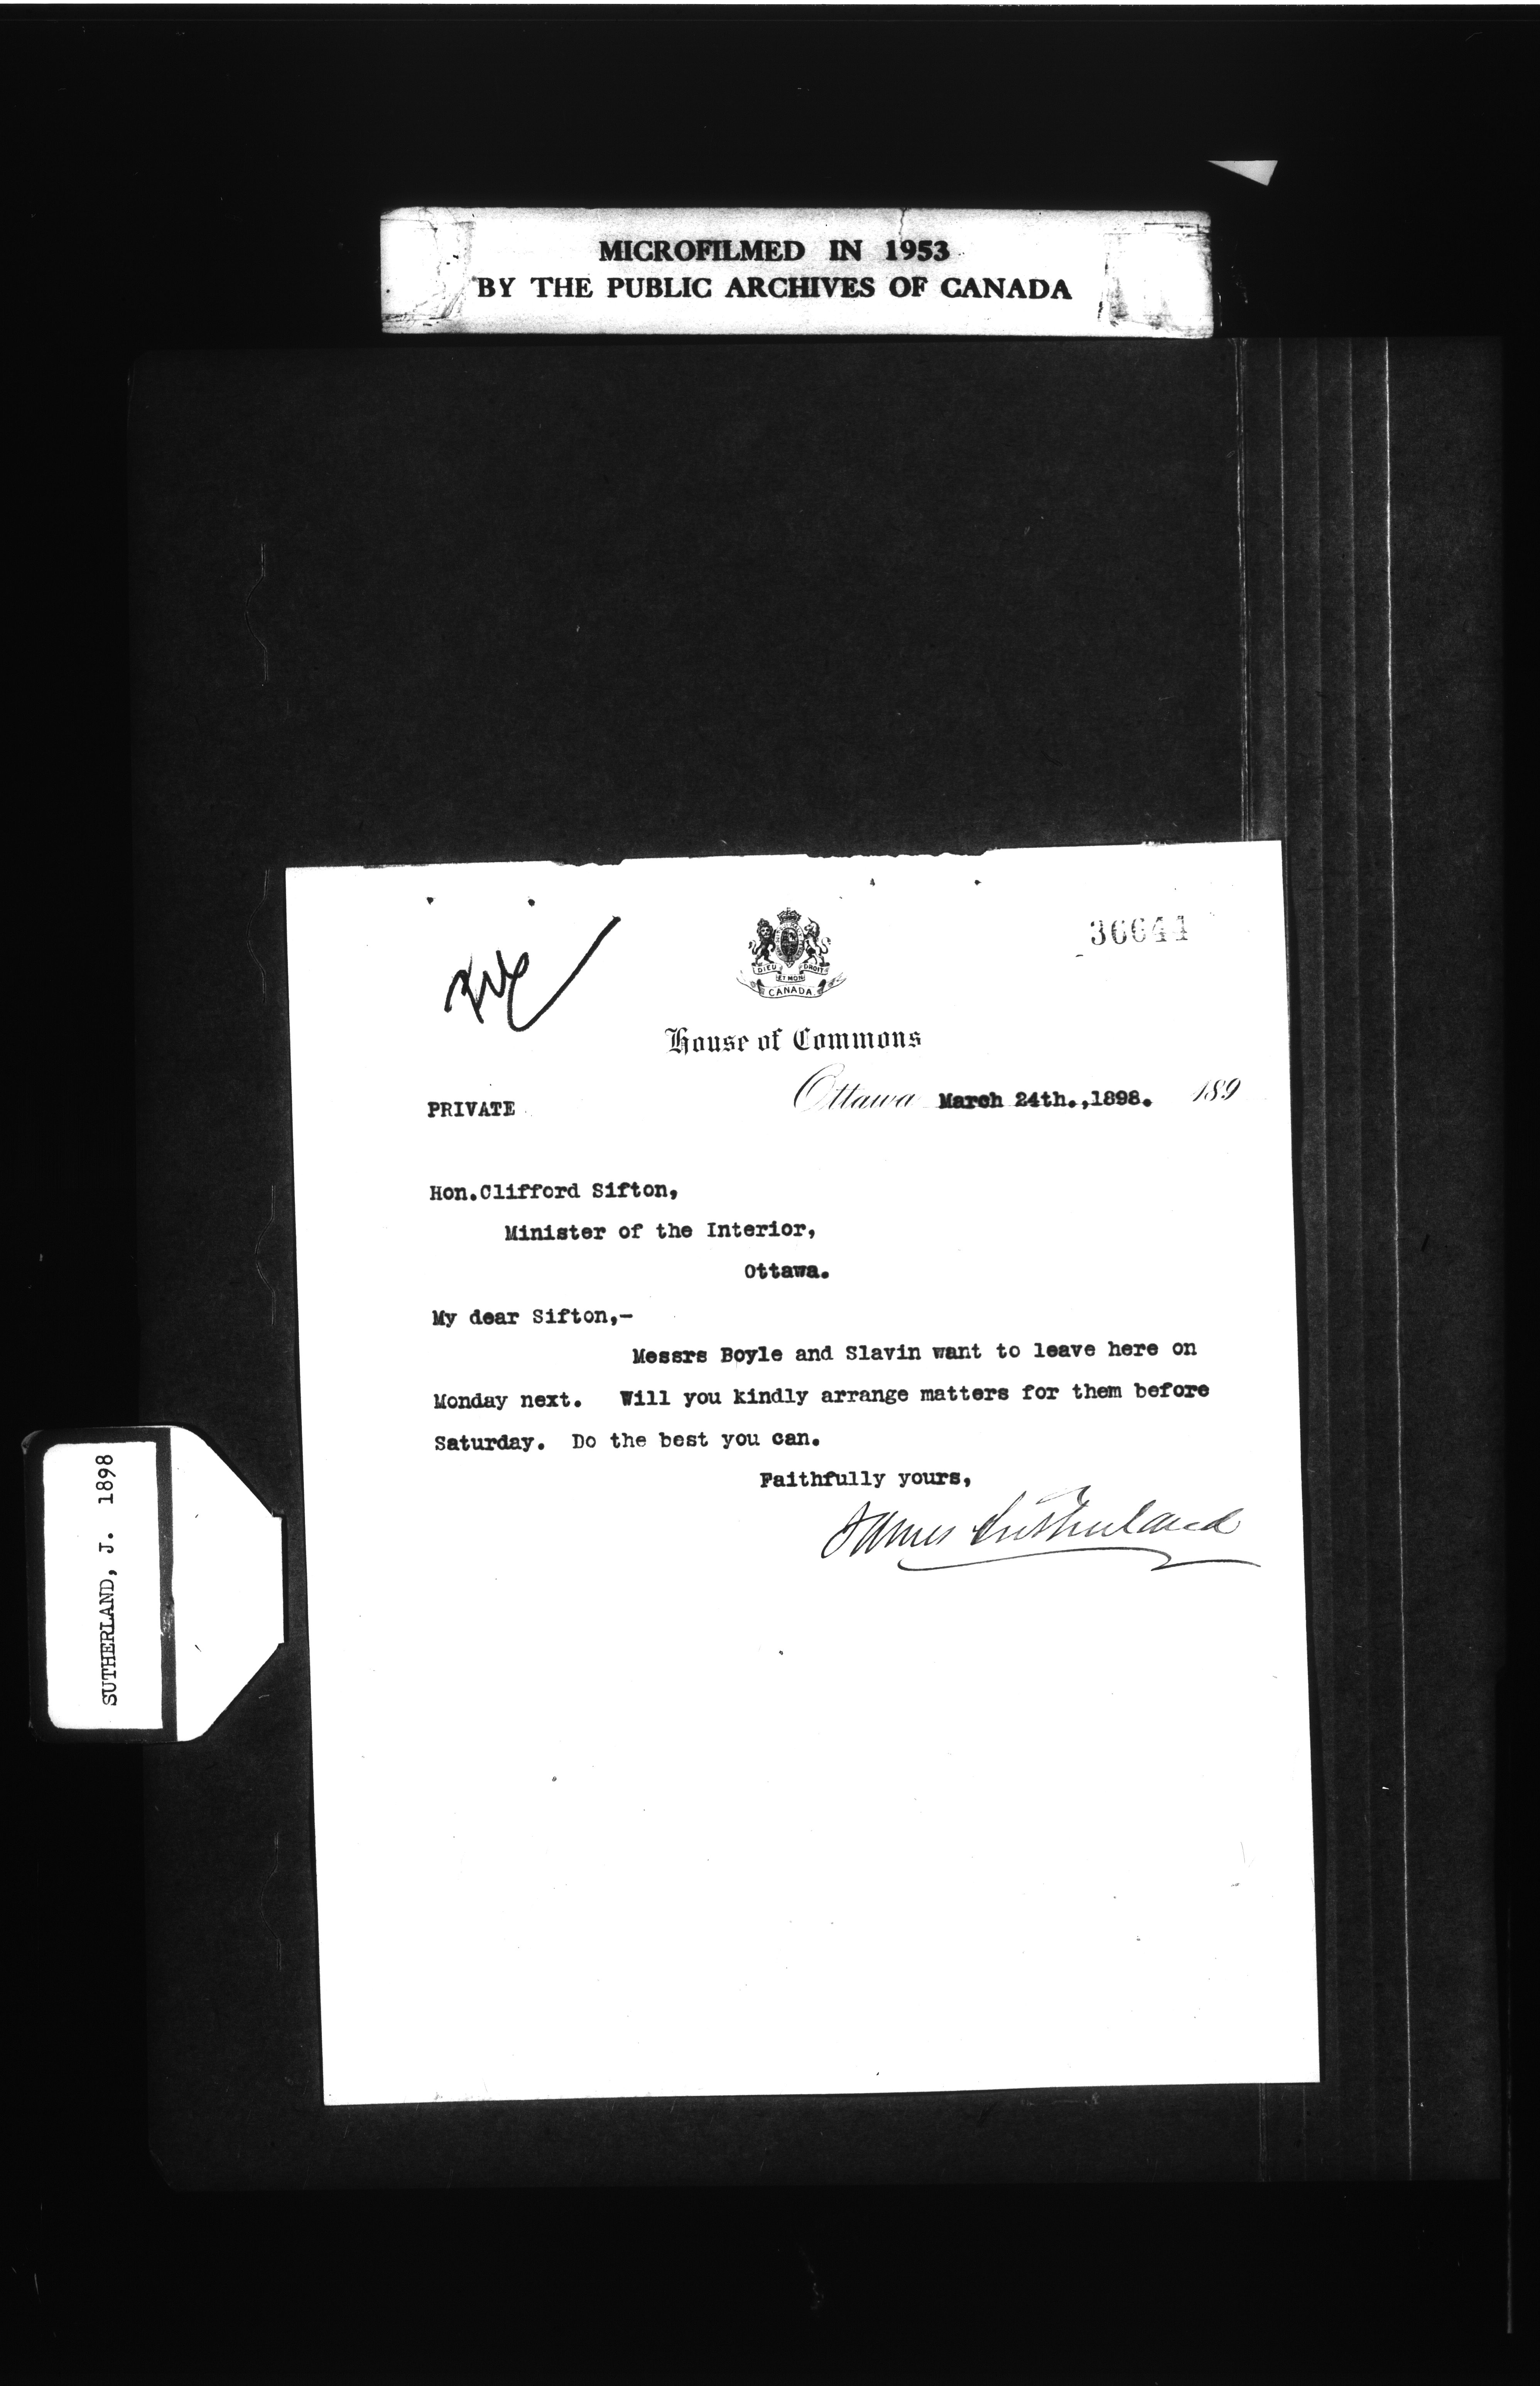 MICROFILMED IN 1953
BY THE PUBLIC ARCHIVES OF CANADA
36644
DIEU ET MON DROIT
CANADA
House of Commons
Ottawa March 24th.,1898. 189
PRIVATE
Hon.Clifford Sifton,
Minister of the Interior,
Ottawa.
My dear Sifton,-
Messrs Boyle and Slavin want to leave here on
Monday next. Will you kindly arrange matters for them before
Saturday. Do the best you can.
Faithfully yours,
James Sutherland
SUTHERLAND, J. 1898